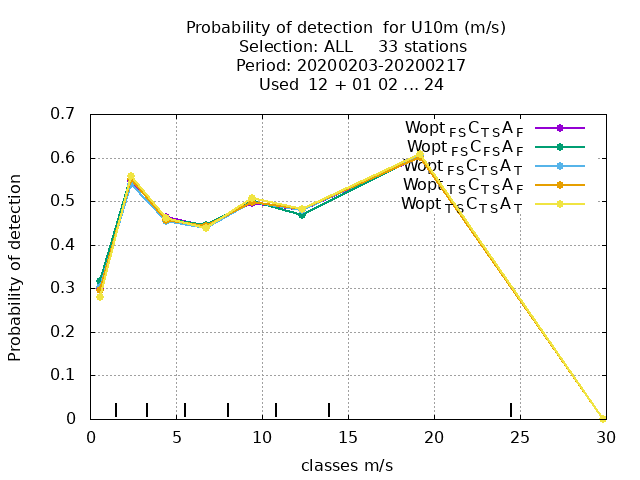 Probability of detection  for U10m (m/s)
Selection: ALL     33 stations
Period: 20200203-20200217
Used  12 + 01 02 ... 24
Probability of detection
0.7
0.6
0.5
0.4
0.3
0.2
0.1
0
Wopt FS C TS A F
Wopt FS C FS A F
Wopt FS C TS A T
Wopt TS C TS A F
Wopt TS C TS A T
0 5 10 15 20 25 30
classes m/s